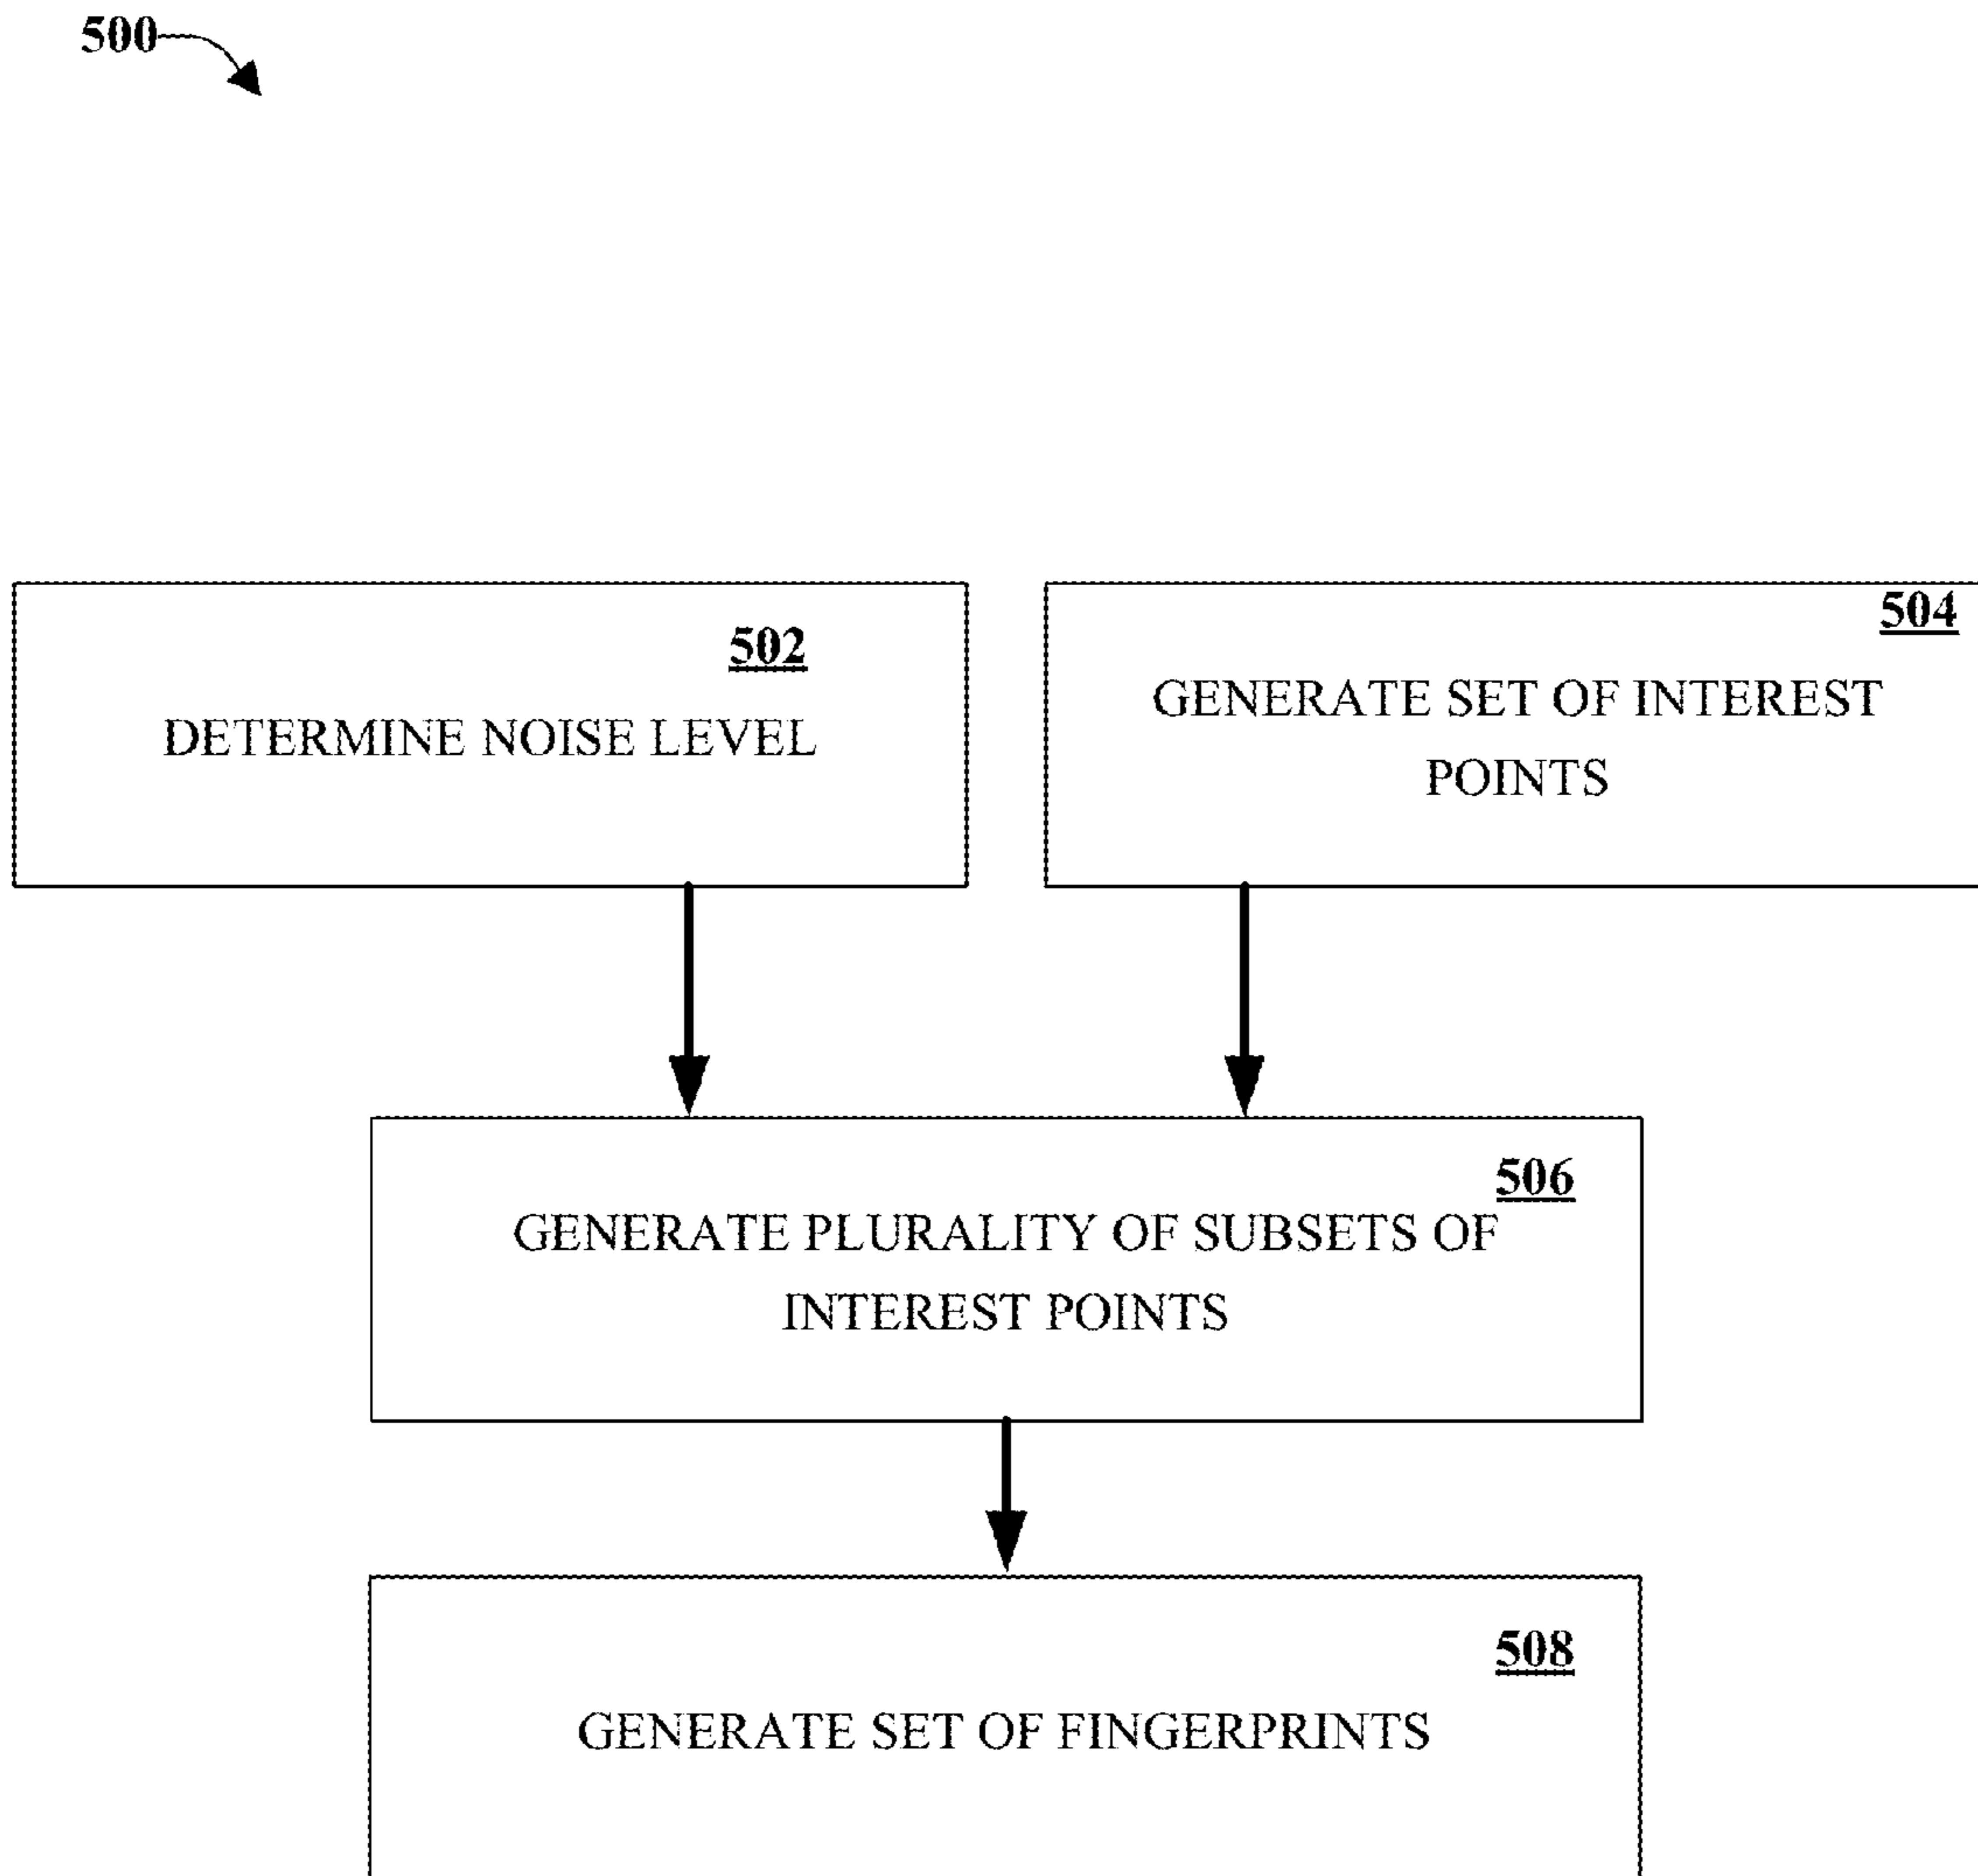 500
502
DETERMINE NOISE LEVEL
504
GENERATE SET OF INTEREST
POINTS
506
GENERATE PLURALITY OF SUBSETS OF
INTEREST POINTS
508
GENERATE SET OF FINGERPRINTS